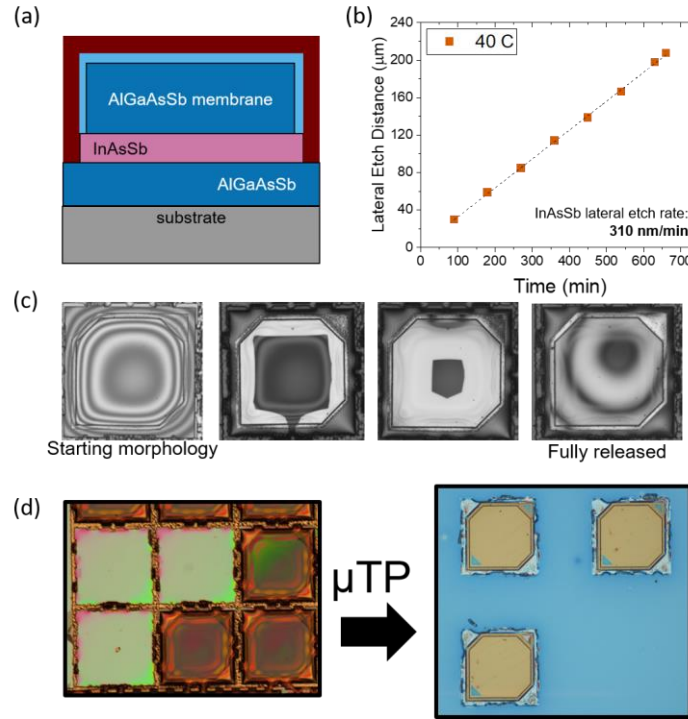 (a)
AlGaAsSb membrane
InAsSb
AlGaAsSb
substrate
(b)
240
200
160
120
80
40
0
0 100 200 300 400 500 600 700
Lateral Etch Distance (μm)
Time (min)
40 C
InAsSb lateral etch rate:
310 nm/min
(c)
Starting morphology
Fully released
(d)
μTP